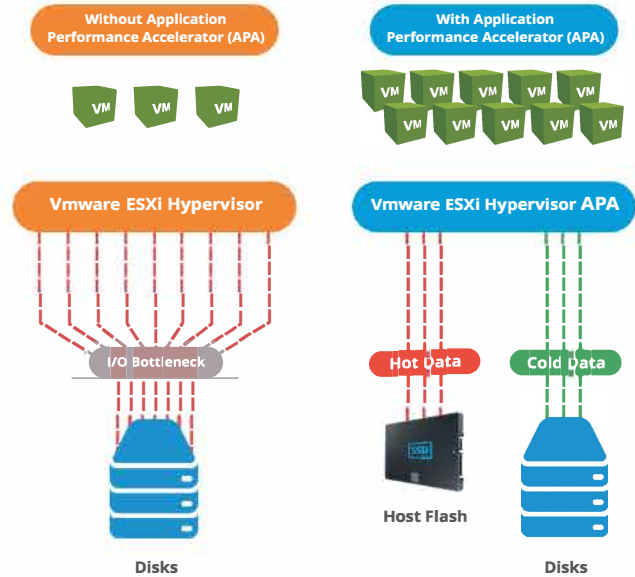 Without Application
Performance Accelerator (APA)
With Application
Performance Accelerator (APA)
VM
VM
VM
VM
VM
VM
VM
VM
VM
VM
VM
VM
VM
Vmware ESXi Hypervisor
Vmware ESXi Hypervisor APA
I/O Bottleneck
Hot Data
Cold Data
Host Flash
Disks
Disks